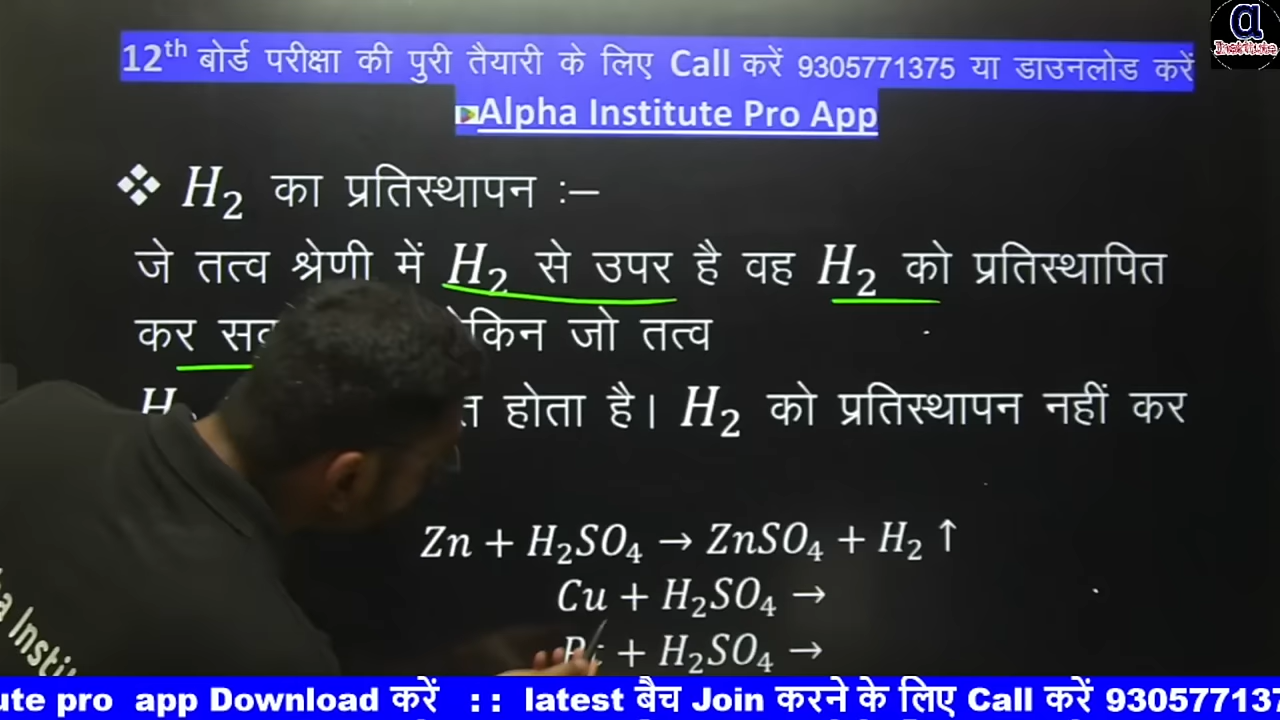 12th बोर्ड परीक्षा की पुरी तैयारी के लिए Call करें 9305771375 या डाउनलोड करें
Alpha Institute Pro App
α Institute
❖ H₂ का प्रतिस्थापन :–
जे तत्व श्रेणी में H₂ से उपर है वह H₂ को प्रतिस्थापित
कर जो तत्व
होता है। H₂ को प्रतिस्थापन नहीं कर
Zn + H₂SO₄ → ZnSO₄ + H₂ ↑
Cu + H₂SO₄ →
+ H₂SO₄ →
pro app Download करें :: latest बैच Join करने के लिए Call करें